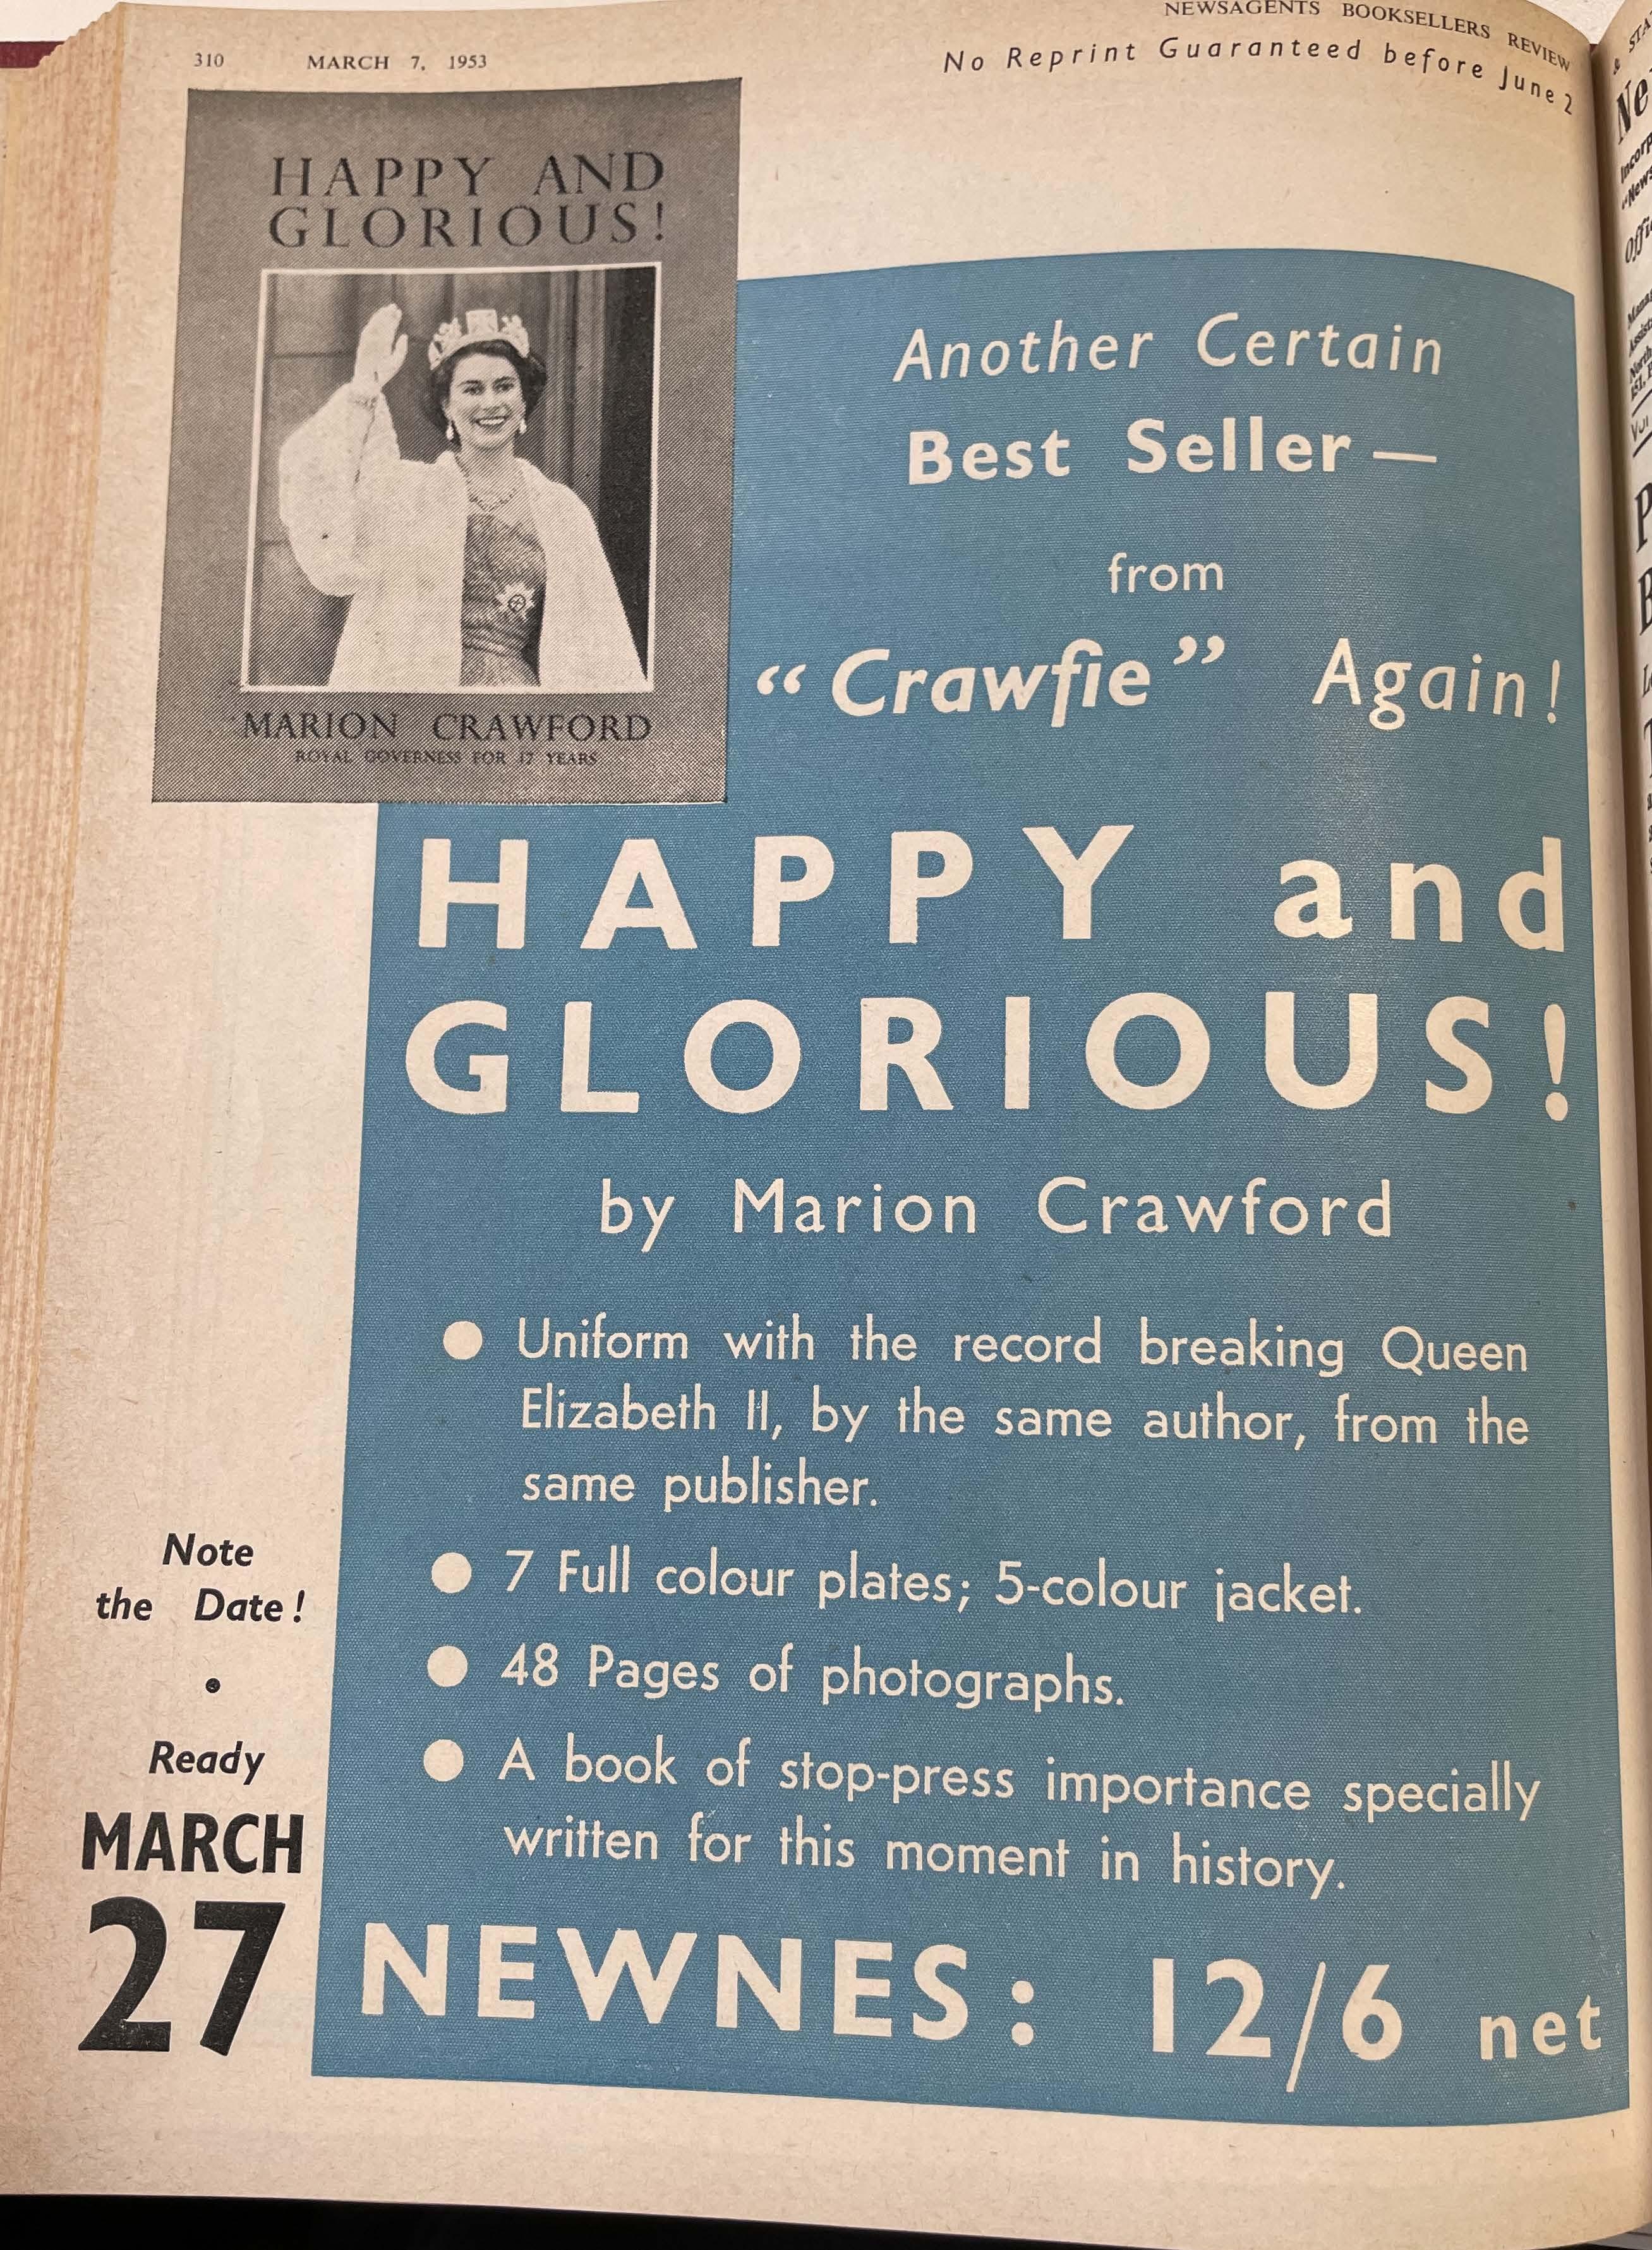 NEWSAGENTS BOOKSELLERS REVIEW
310 MARCH 7, 1953
No Reprint Guaranteed before June 2
HAPPY AND
GLORIOUS!
MARION CRAWFORD
ROYAL GOVERNESS FOR 17 YEARS
Another Certain
Best Seller —
from
“Crawfie” Again!
HAPPY and
GLORIOUS!
by Marion Crawford
● Uniform with the record breaking Queen
Elizabeth II, by the same author, from the
same publisher.
● 7 Full colour plates; 5-colour jacket.
● 48 Pages of photographs.
● A book of stop-press importance specially
written for this moment in history.
Note
the Date!
•
Ready
MARCH
27
NEWNES: 12/6 net